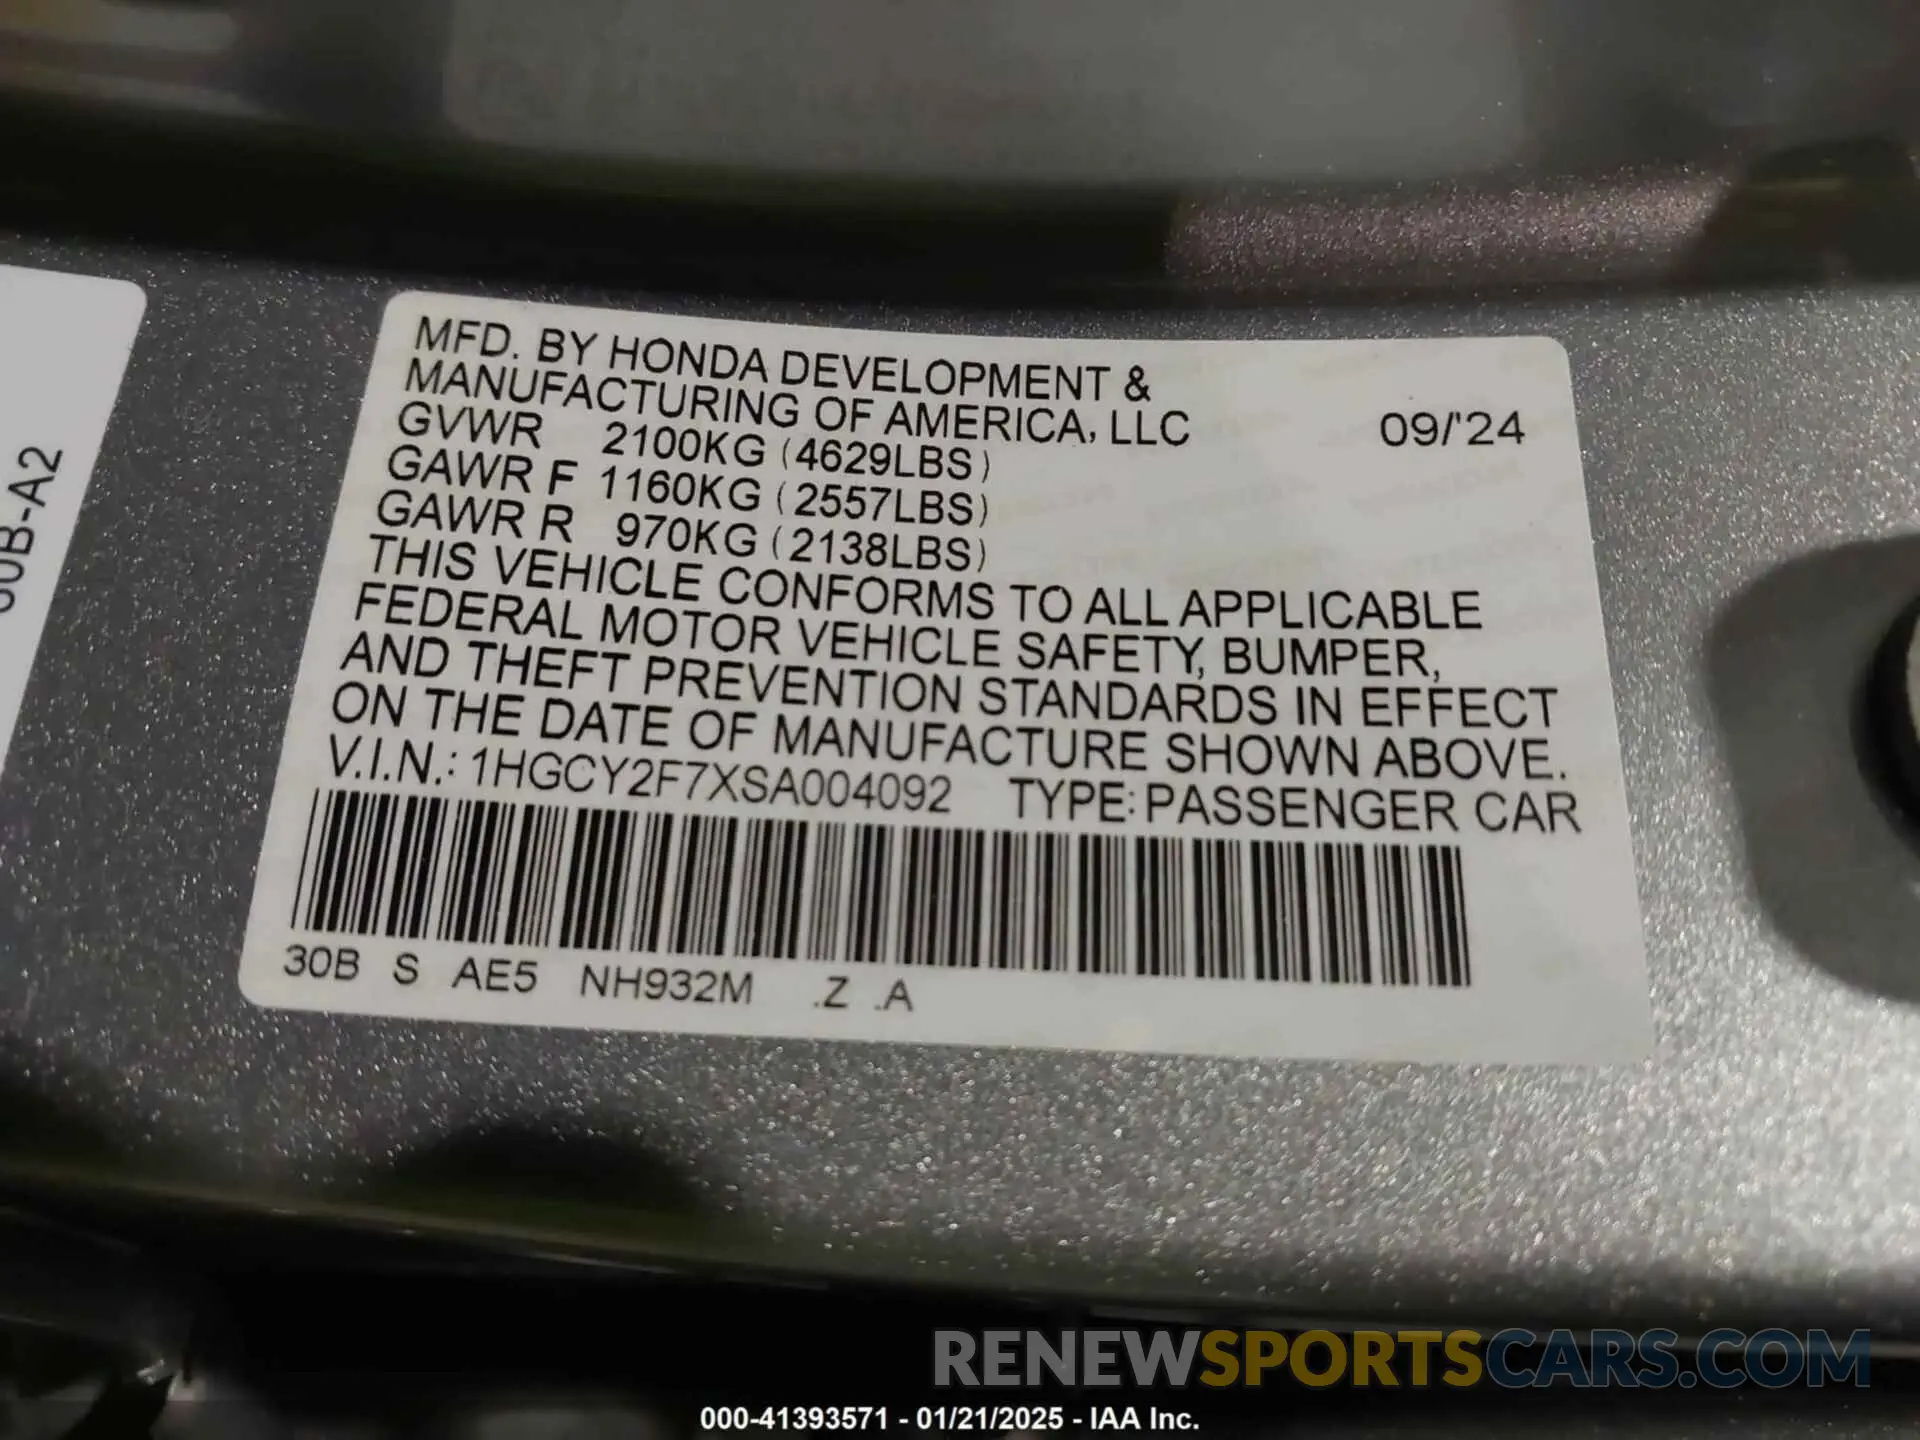 MFD. BY HONDA DEVELOPMENT &
MANUFACTURING OF AMERICA, LLC 09/'24
GVWR 2100KG (4629LBS)
GAWR F 1160KG (2557LBS)
GAWR R 970KG (2138LBS)
THIS VEHICLE CONFORMS TO ALL APPLICABLE
FEDERAL MOTOR VEHICLE SAFETY, BUMPER,
AND THEFT PREVENTION STANDARDS IN EFFECT
ON THE DATE OF MANUFACTURE SHOWN ABOVE.
V.I.N.: 1HGCY2F7XSA004092 TYPE: PASSENGER CAR
30B S AE5 NH932M .Z .A
RENEWSPORTSCARS.COM
000-41393571 - 01/21/2025 - IAA Inc.